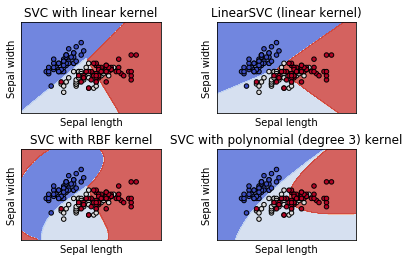 SVC with linear kernel
LinearSVC (linear kernel)
Sepal width
Sepal length
Sepal width
Sepal length
SVC with RBF kernel
SVC with polynomial (degree 3) kernel
Sepal width
Sepal length
Sepal width
Sepal length